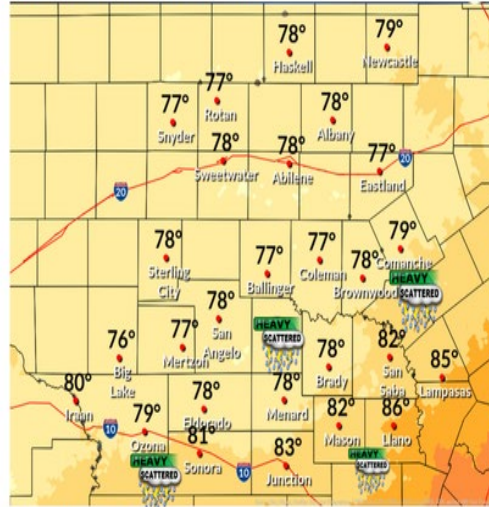 78°
Haskell
79°
Newcastle
77°
Rotan
77°
Snyder
78°
Albany
78°
Sweetwater
78°
Abilene
77°
Eastland
20
20
78°
Sterling
City
77°
Ballinger
77°
Coleman
78°
Brownwood
79°
Comanche
HEAVY
SCATTERED
78°
San
Angelo
HEAVY
SCATTERED
76°
Big
Lake
77°
Mertzon
78°
Brady
82°
San
Saba
85°
Lampasas
80°
Iraan
78°
Eldorado
78°
Menard
82°
Mason
86°
Llano
10
79°
Ozona
81°
Sonora
10
83°
Junction
HEAVY
SCATTERED
HEAVY
SCATTERED